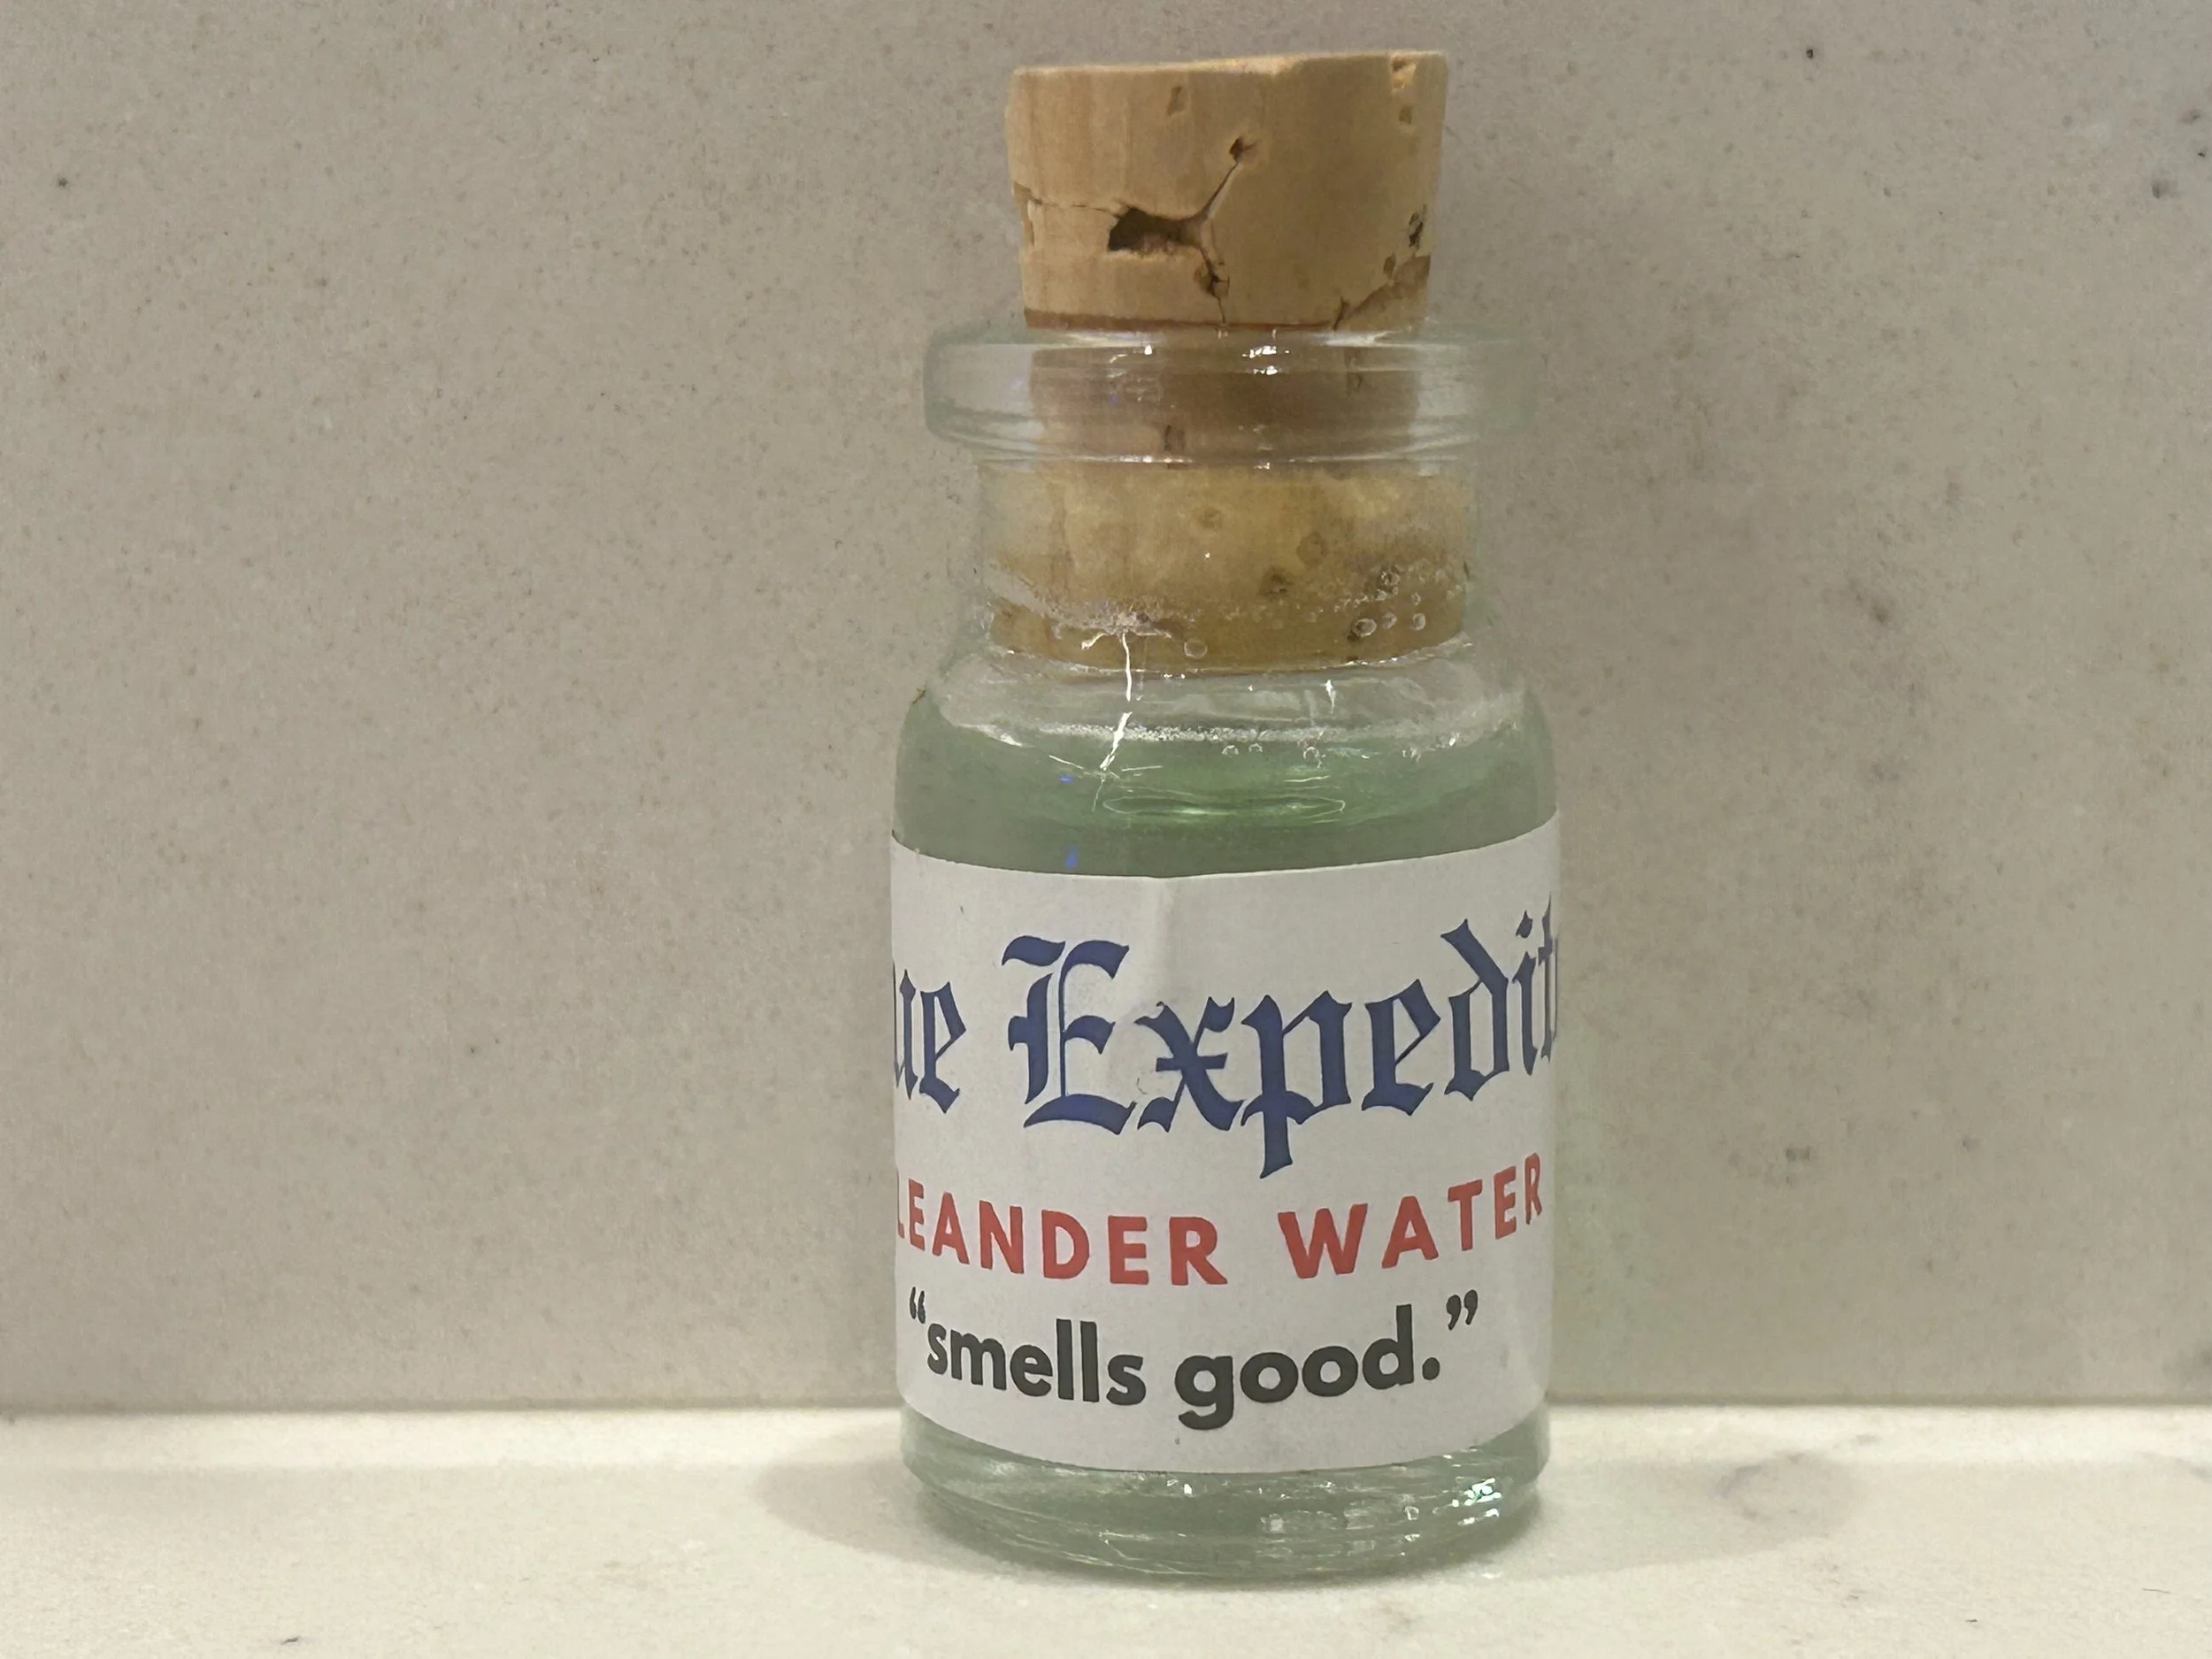 ue Expedit
LEANDER WATER
“smells good.”